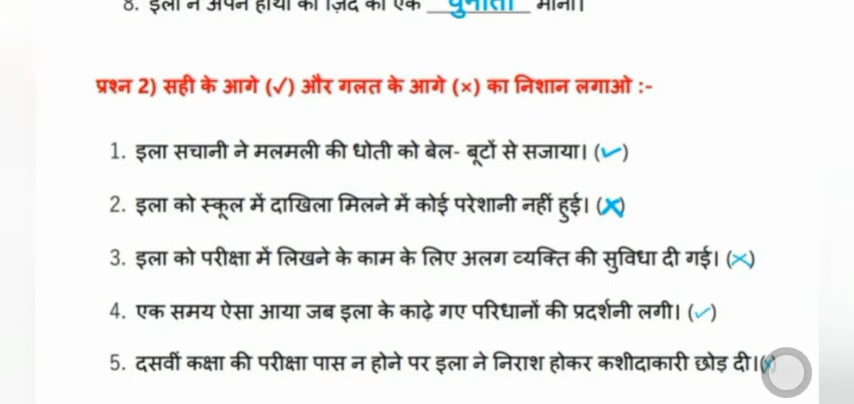 8. इला ने अपने हाथों की ज़िद को एक चुनौती माना।
प्रश्न 2) सही के आगे (✓) और गलत के आगे (×) का निशान लगाओ :-
1. इला सचानी ने मलमली की धोती को बेल- बूटों से सजाया। (✓)
2. इला को स्कूल में दाखिला मिलने में कोई परेशानी नहीं हुई। (×)
3. इला को परीक्षा में लिखने के काम के लिए अलग व्यक्ति की सुविधा दी गई। (×)
4. एक समय ऐसा आया जब इला के काढ़े गए परिधानों की प्रदर्शनी लगी। (✓)
5. दसवीं कक्षा की परीक्षा पास न होने पर इला ने निराश होकर कशीदाकारी छोड़ दी।(